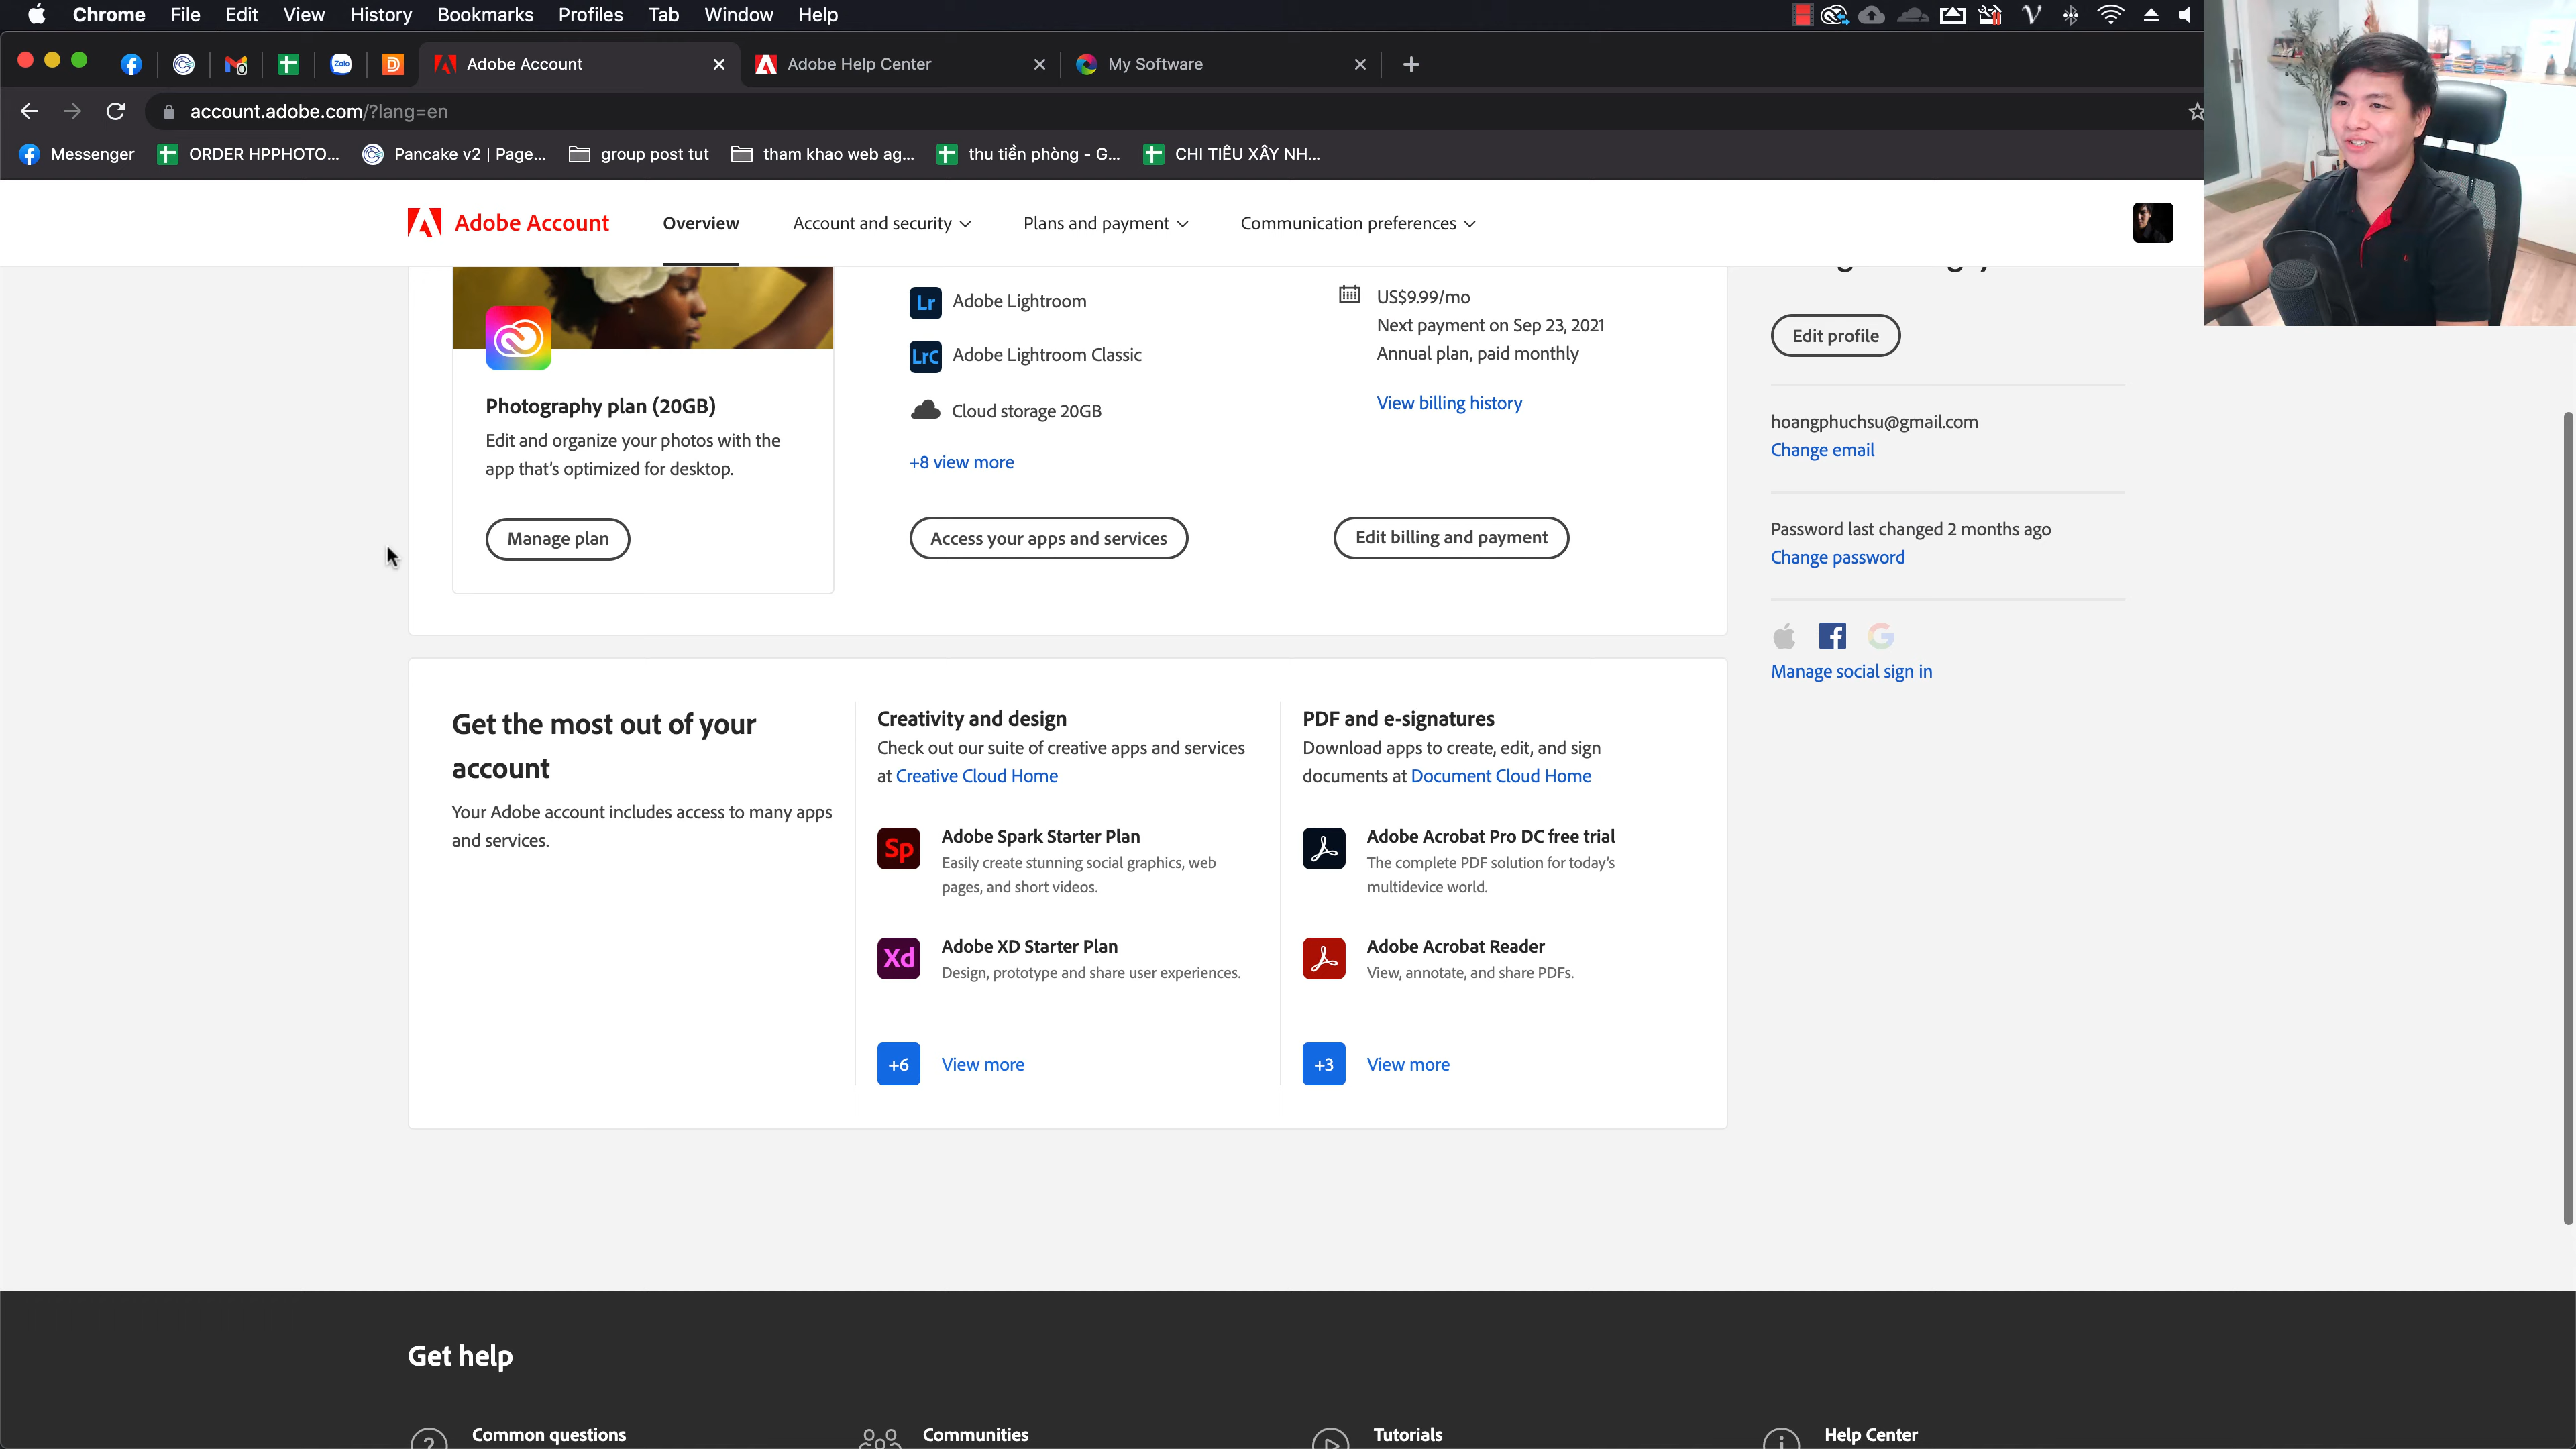 Chrome File Edit View History Bookmarks Profiles Tab Window Help
Adobe Account Adobe Help Center My Software
account.adobe.com/?lang=en
Messenger ORDER HPPHOTO... Pancake v2 | Page... group post tut tham khao web ag... thu tiền phòng - G... CHI TIÊU XÂY NH...
Adobe Account Overview Account and security Plans and payment Communication preferences
Lr Adobe Lightroom
LrC Adobe Lightroom Classic
Cloud storage 20GB
+8 view more
Access your apps and services
Photography plan (20GB)
Edit and organize your photos with the
app that's optimized for desktop.
Manage plan
US$9.99/mo
Next payment on Sep 23, 2021
Annual plan, paid monthly
View billing history
Edit billing and payment
Edit profile
hoangphuchsu@gmail.com
Change email
Password last changed 2 months ago
Change password
Manage social sign in
Get the most out of your
account
Your Adobe account includes access to many apps
and services.
Creativity and design
Check out our suite of creative apps and services
at Creative Cloud Home
Sp Adobe Spark Starter Plan
Easily create stunning social graphics, web
pages, and short videos.
Xd Adobe XD Starter Plan
Design, prototype and share user experiences.
+6 View more
PDF and e-signatures
Download apps to create, edit, and sign
documents at Document Cloud Home
Adobe Acrobat Pro DC free trial
The complete PDF solution for today's
multidevice world.
Adobe Acrobat Reader
View, annotate, and share PDFs.
+3 View more
Get help
Common questions Communities Tutorials Help Center